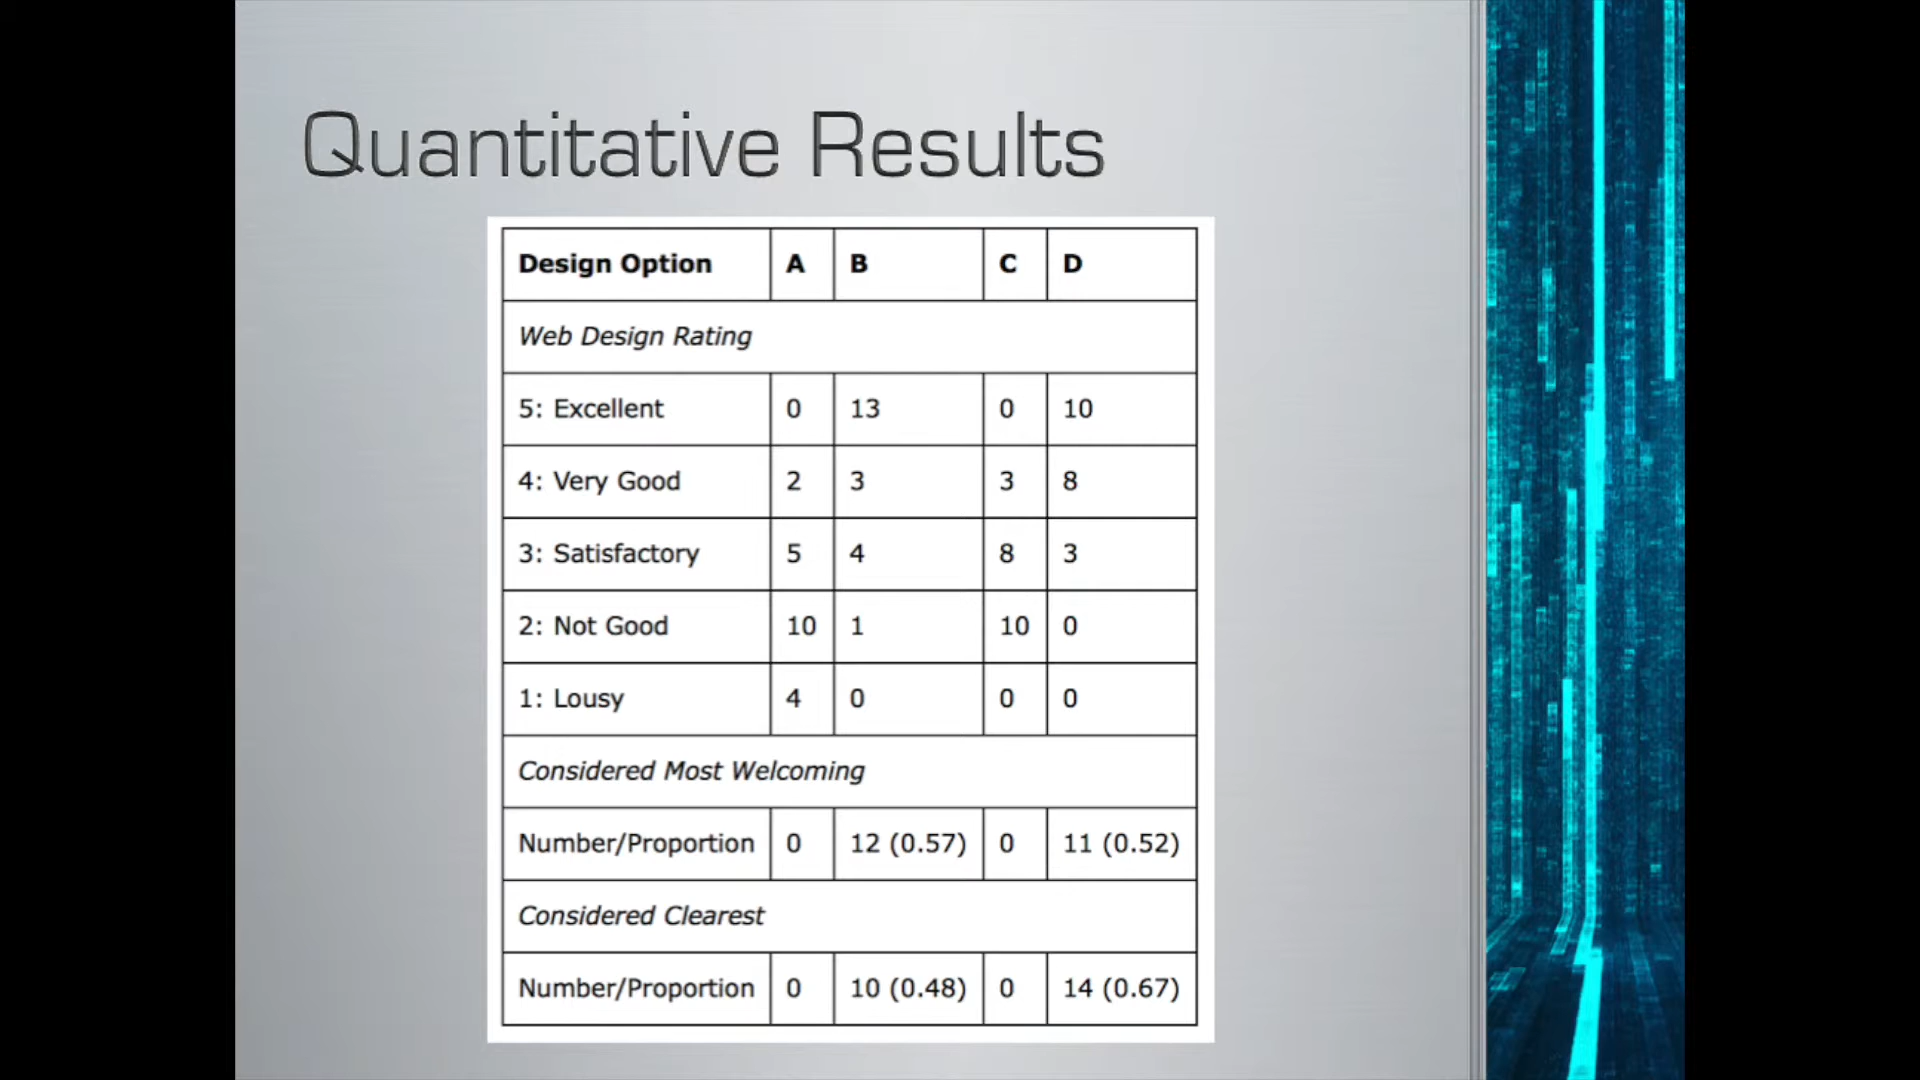 Quantitative Results
Design Option A B C D
Web Design Rating
5: Excellent 0 13 0 10
4: Very Good 2 3 3 8
3: Satisfactory 5 4 8 3
2: Not Good 10 1 10 0
1: Lousy 4 0 0 0
Considered Most Welcoming
Number/Proportion 0 12 (0.57) 0 11 (0.52)
Considered Clearest
Number/Proportion 0 10 (0.48) 0 14 (0.67)